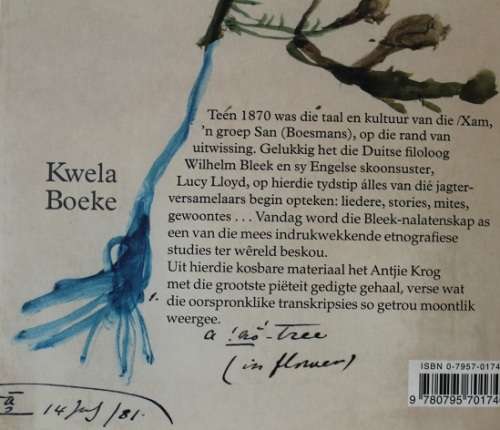 Teen 1870 was die taal en kultuur van die /Xam,
'n groep San (Boesmans), op die rand van
uitwissing. Gelukkig het die Duitse filoloog
Wilhelm Bleek en sy Engelse skoonsuster,
Lucy Lloyd, op hierdie tydstip álles van dié jagter-
versamelaars begin opteken: liedere, stories, mites,
gewoontes . . . Vandag word die Bleek-nalatenskap as
een van die mees indrukwekkende etnografiese
studies ter wêreld beskou.
Uit hierdie kosbare materiaal het Antjie Krog
met die grootste piëteit gedigte gehaal, verse wat
die oorspronklike transkripsies so getrou moontlik
weergee.
Kwela
Boeke
1.
a !aö-tree
(in flower)
14 July /81.
ISBN 0-7957-0174
9 780795 70174